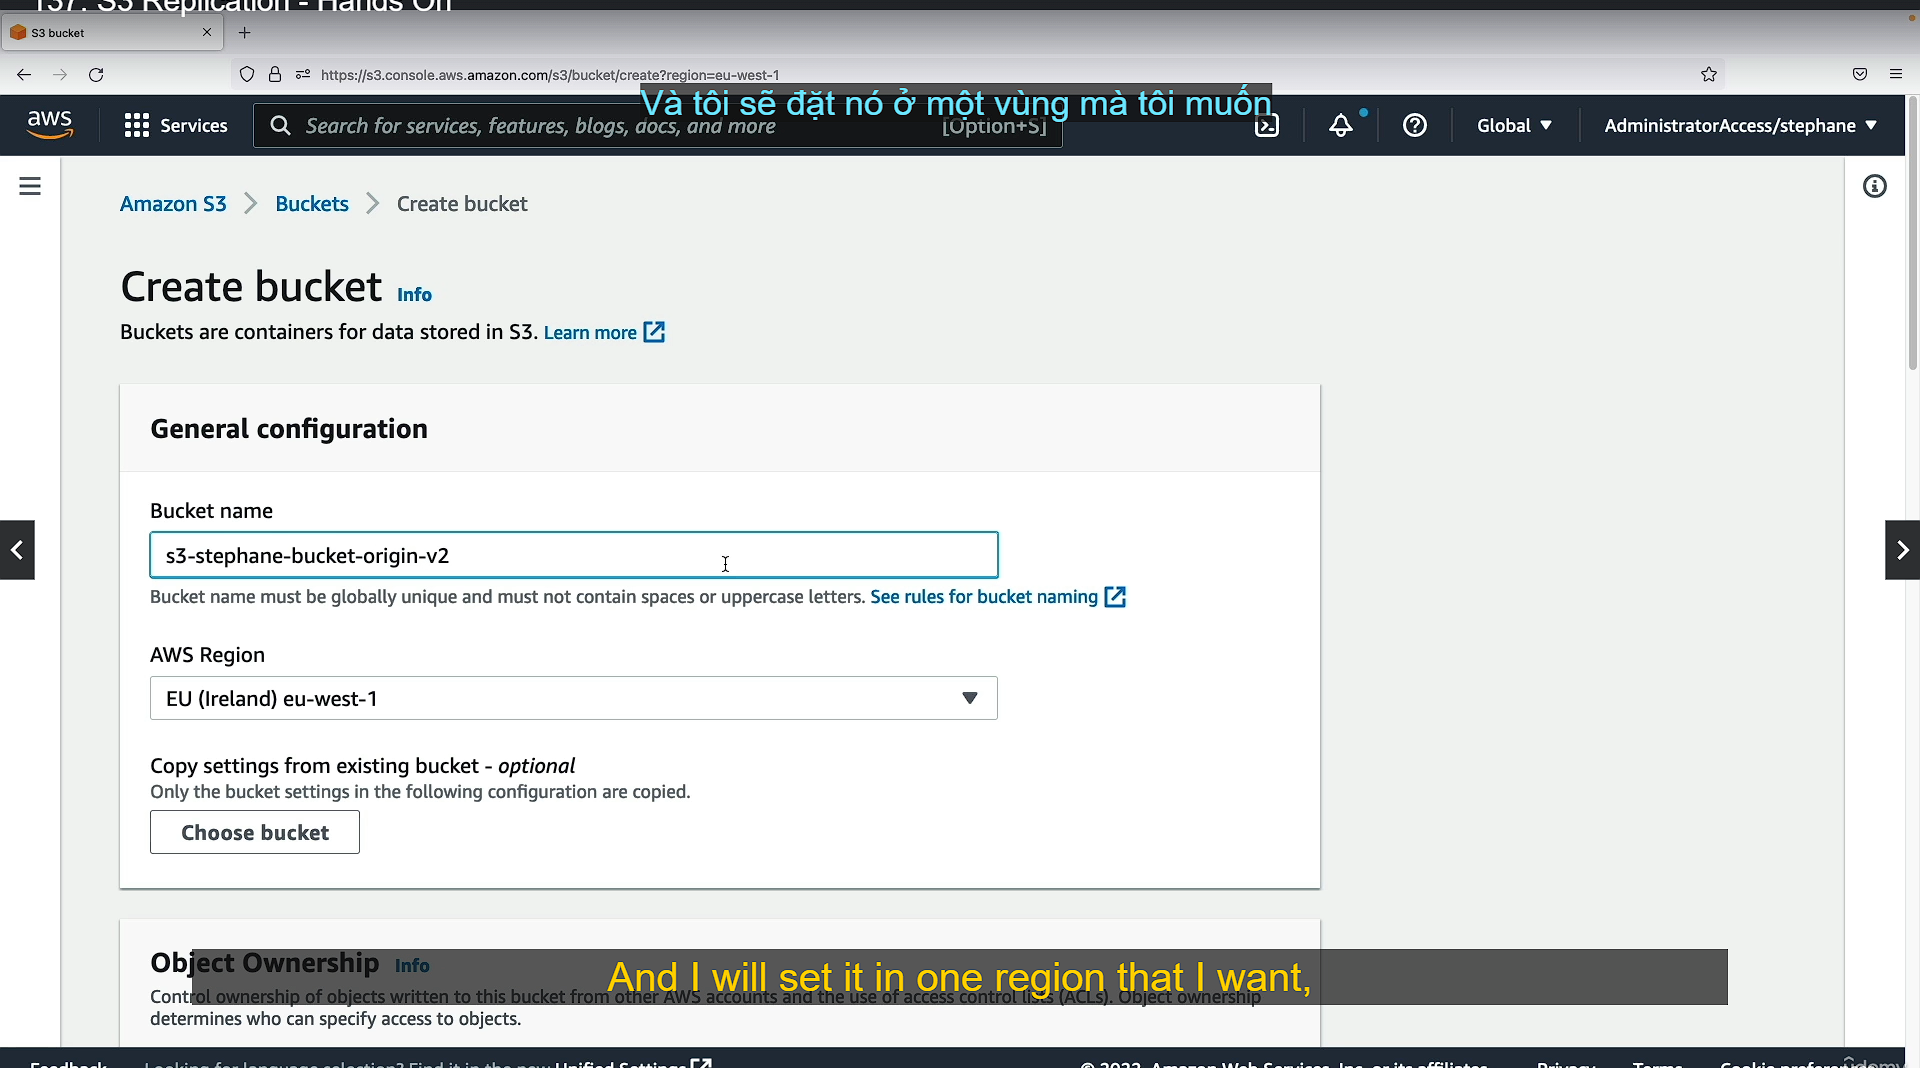 137. S3 Replication - Hands On
S3 bucket
https://s3.console.aws.amazon.com/s3/bucket/create?region=eu-west-1
Và tôi sẽ đặt nó ở một vùng mà tôi muốn
aws Services Search for services, features, blogs, docs, and more [Option+S] Global AdministratorAccess/stephane
Amazon S3 Buckets Create bucket
Create bucket Info
Buckets are containers for data stored in S3. Learn more
General configuration
Bucket name
s3-stephane-bucket-origin-v2
Bucket name must be globally unique and must not contain spaces or uppercase letters. See rules for bucket naming
AWS Region
EU (Ireland) eu-west-1
Copy settings from existing bucket - optional
Only the bucket settings in the following configuration are copied.
Choose bucket
Object Ownership Info
And I will set it in one region that I want,
Control ownership of objects written to this bucket from other AWS accounts and the use of access control lists (ACLs). Object ownership
determines who can specify access to objects.
Feedback Looking for language selection? Find it in the new Unified Settings © 2022, Amazon Web Services, Inc. or its affiliates. Privacy Terms Cookie preferences